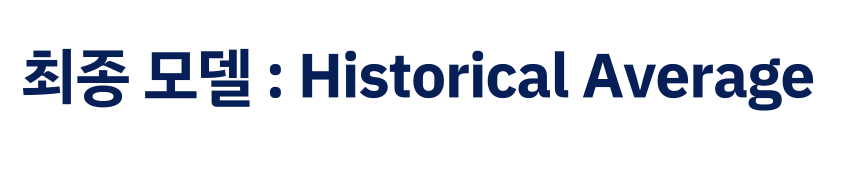 최종 모델 : Historical Average